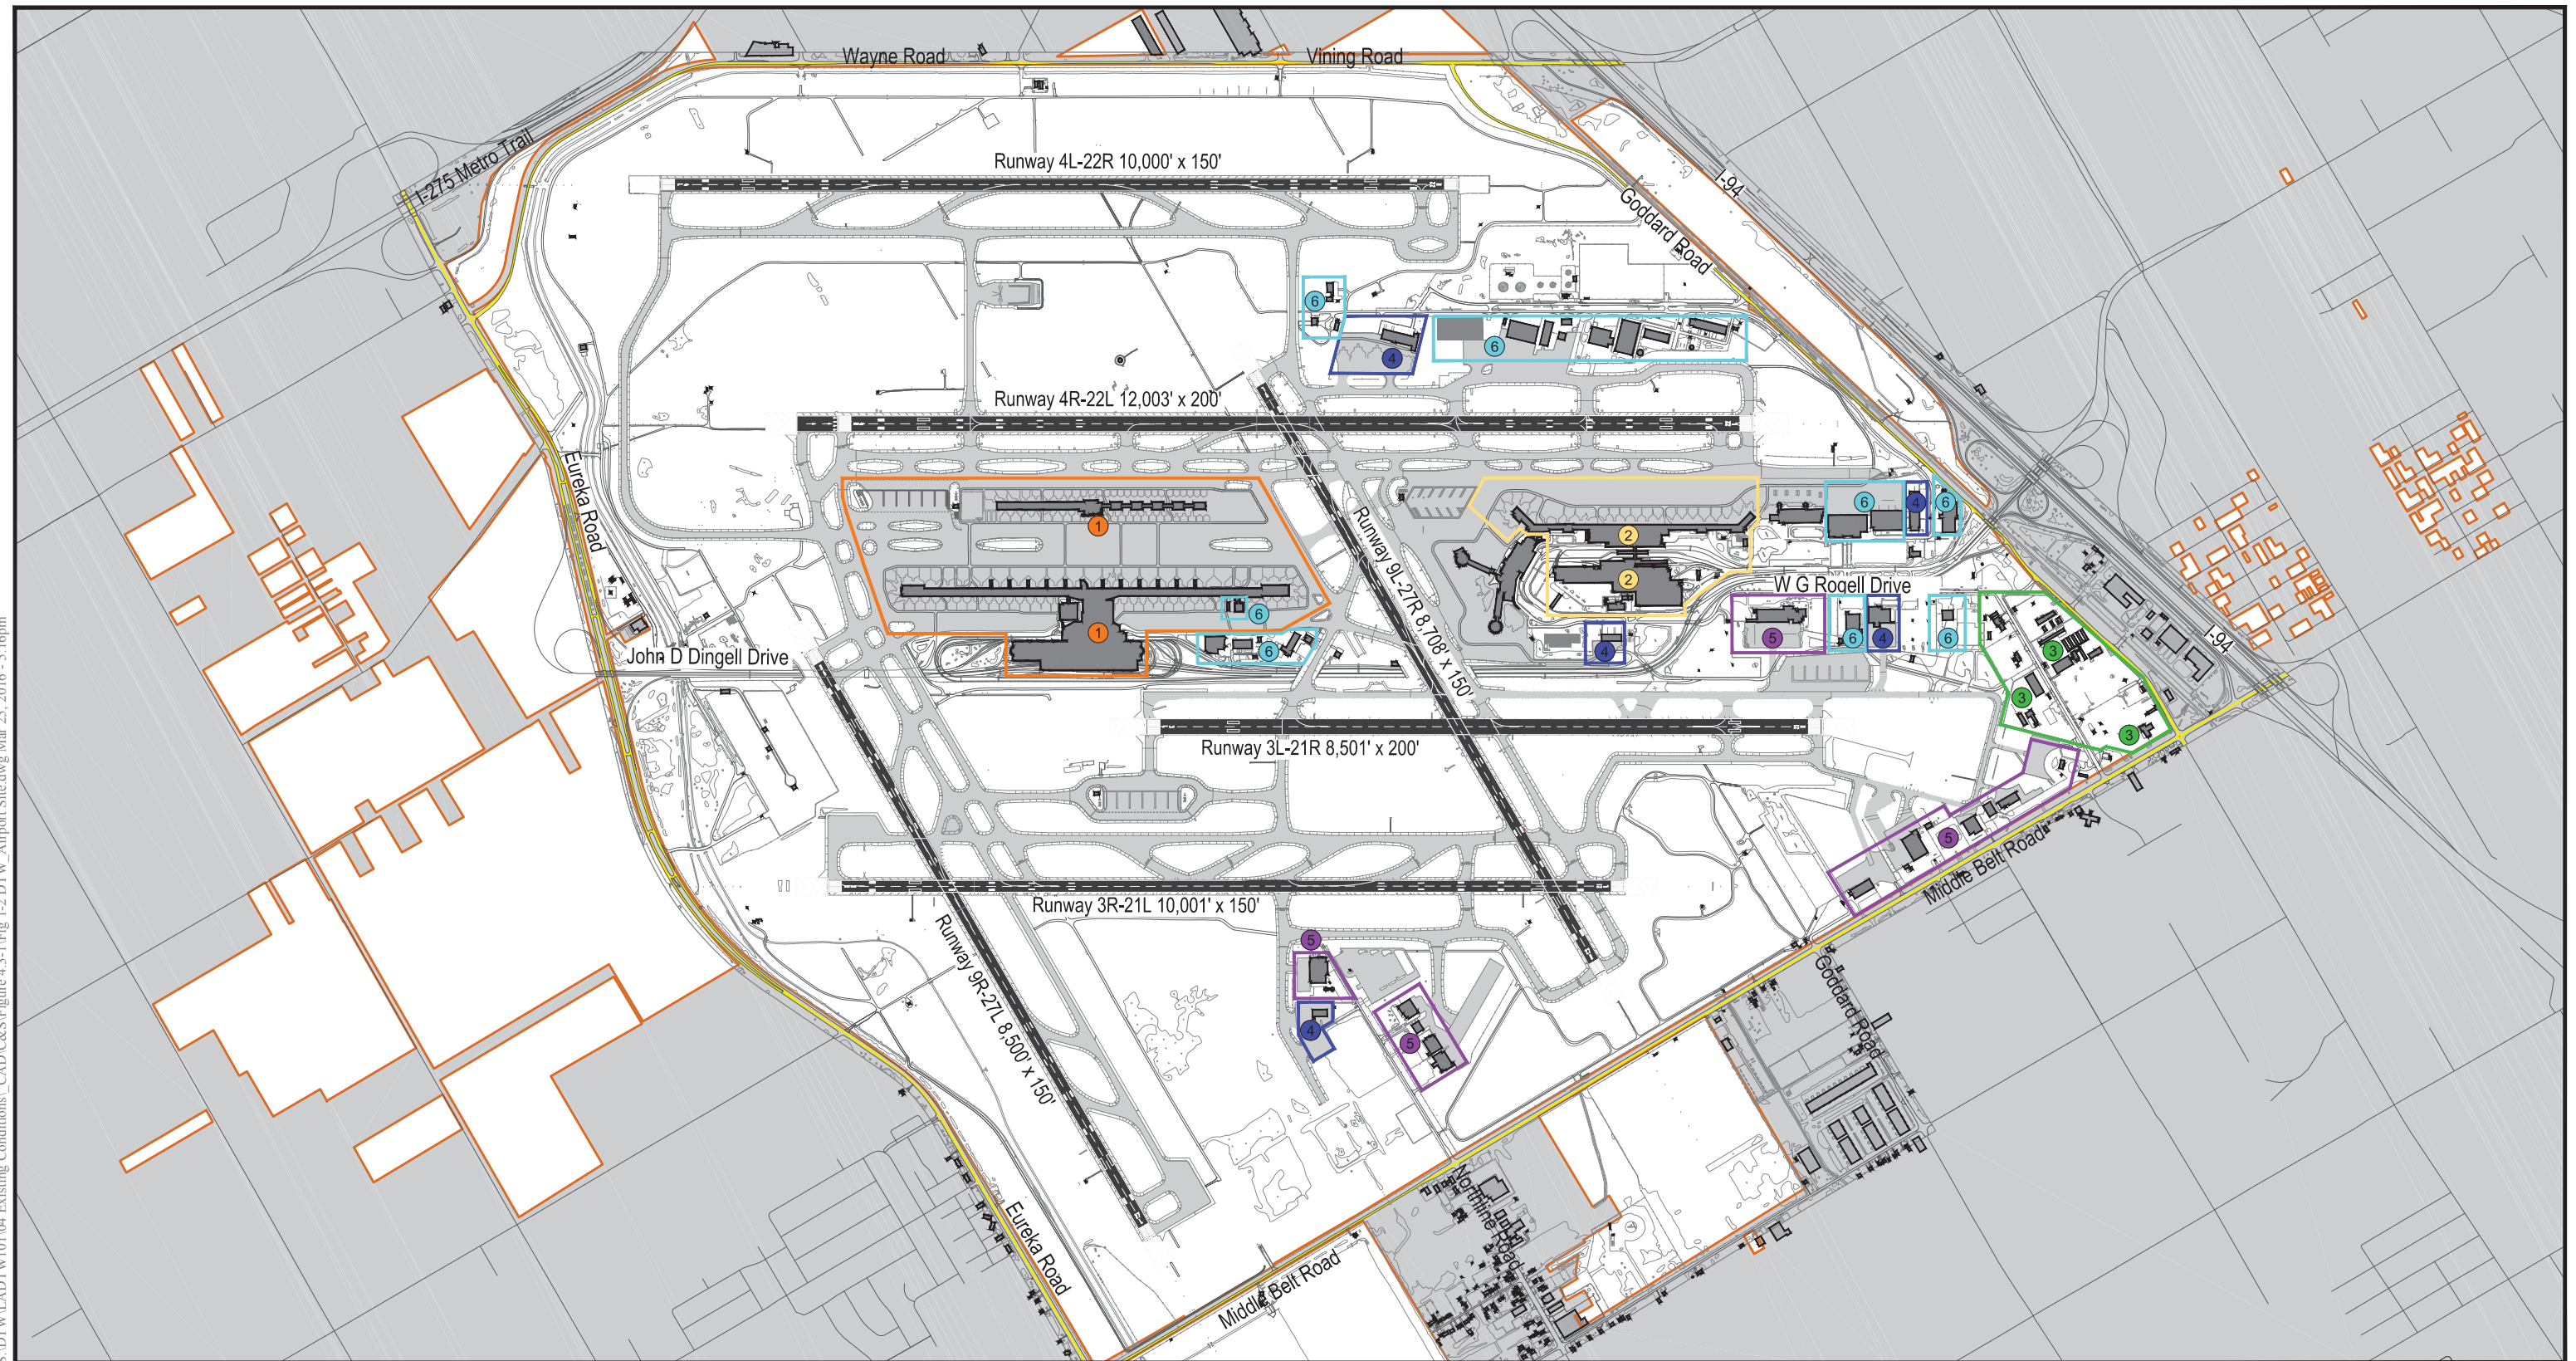 Wayne Road
Vining Road
I-275 Metro Trail
Runway 4L-22R 10,000' x 150'
I-94
Goddard Road
6
4
6
Runway 4R-22L 12,003' x 200'
Eureka Road
1
Runway 9L-27R 8,708' x 150'
2
6
4
6
2
W G Rogell Drive
6
1
5
6
4
6
I-94
John D Dingell Drive
6
4
3
3
3
Runway 3L-21R 8,501' x 200'
5
Middle Belt Road
Runway 3R-21L 10,001' x 150'
Runway 9R-27L 8,500' x 150'
5
4
5
Goddard Road
Northline Road
Eureka Road
Middle Belt Road